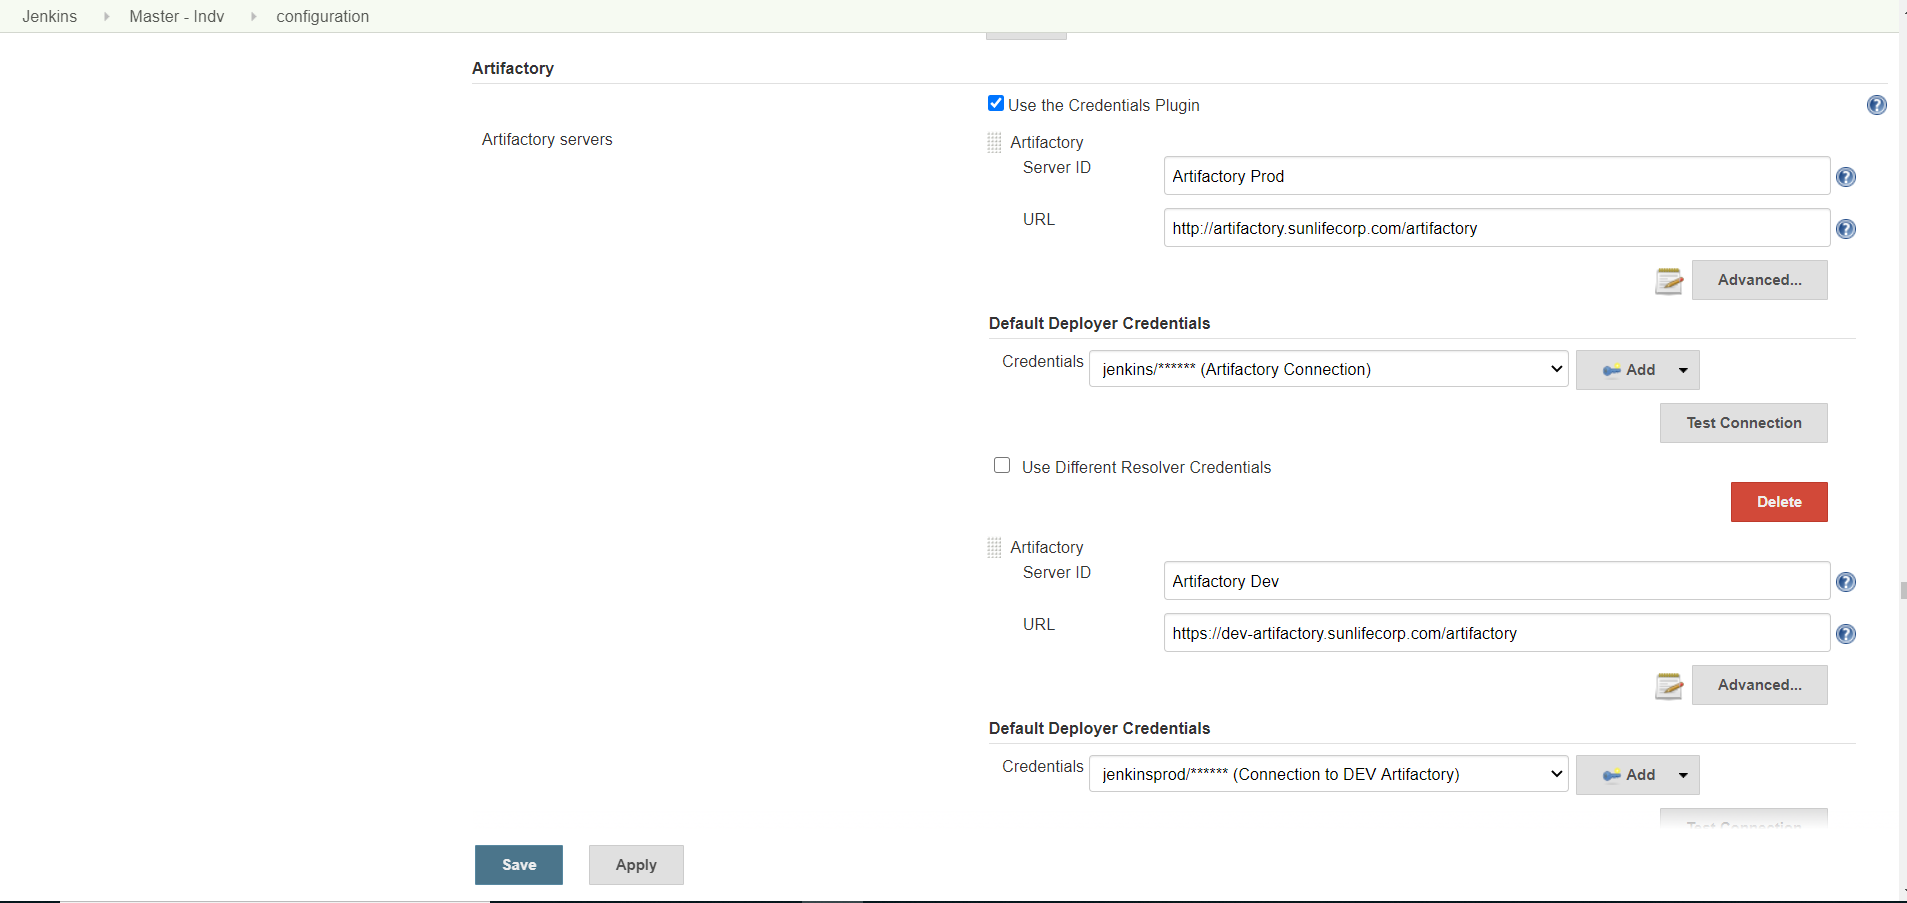 Jenkins Master - Indv configuration
Artifactory
Use the Credentials Plugin
Artifactory servers
Artifactory
Server ID
Artifactory Prod
URL
http://artifactory.sunlifecorp.com/artifactory
Advanced...
Default Deployer Credentials
Credentials jenkins/****** (Artifactory Connection) Add
Test Connection
Use Different Resolver Credentials
Delete
Artifactory
Server ID
Artifactory Dev
URL
https://dev-artifactory.sunlifecorp.com/artifactory
Advanced...
Default Deployer Credentials
Credentials jenkinsprod/****** (Connection to DEV Artifactory) Add
Test Connection
Save Apply